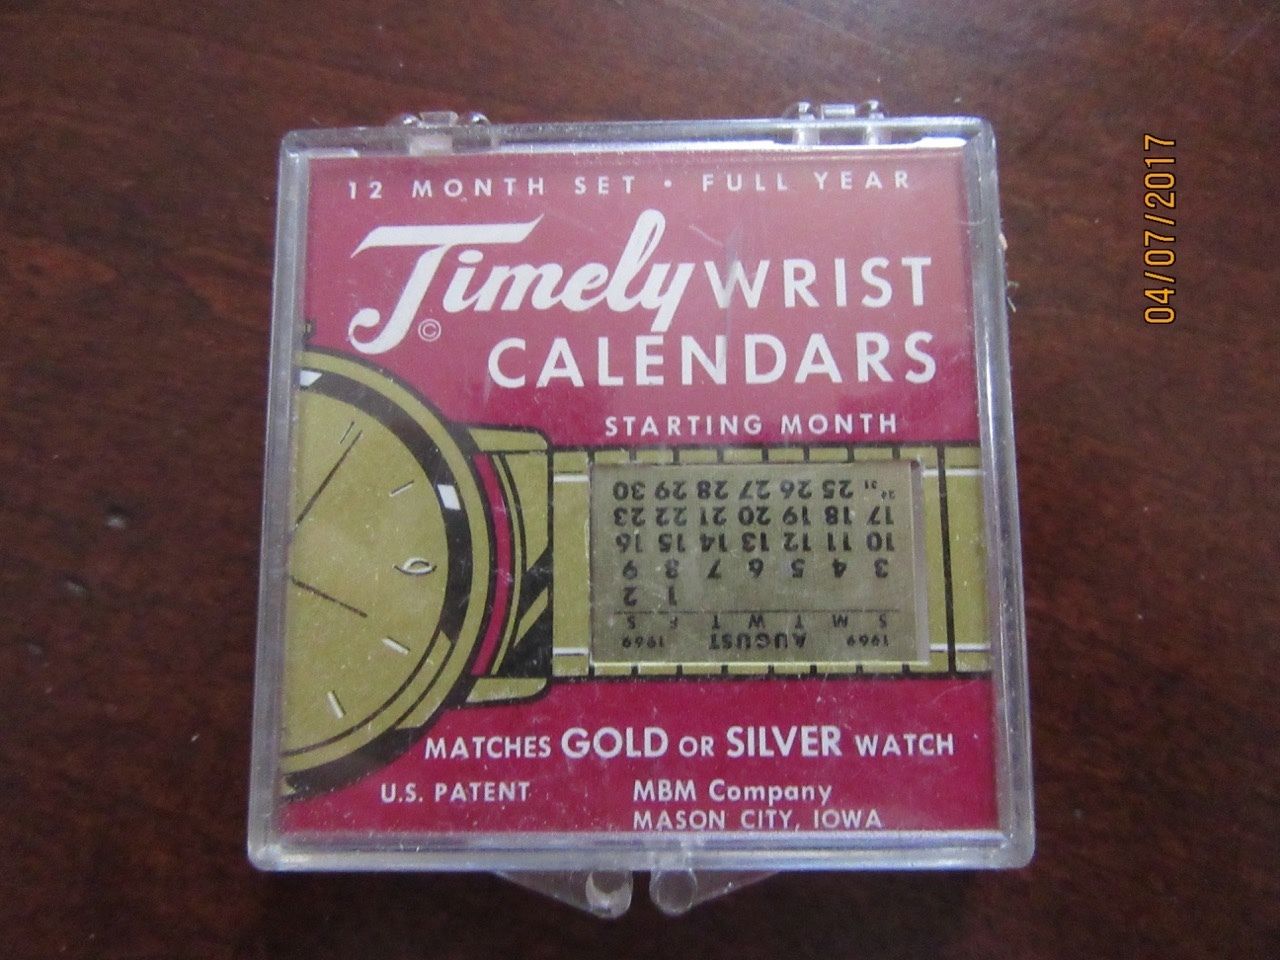 12 MONTH SET • FULL YEAR
Timely WRIST
©
CALENDARS
STARTING MONTH
1969 AUGUST 1969
S M T W T F S
1 2
3 4 5 6 7 8 9
10 11 12 13 14 15 16
17 18 19 20 21 22 23
24 31 25 26 27 28 29 30
9
MATCHES GOLD OR SILVER WATCH
U.S. PATENT
MBM Company
MASON CITY, IOWA
04/07/2017